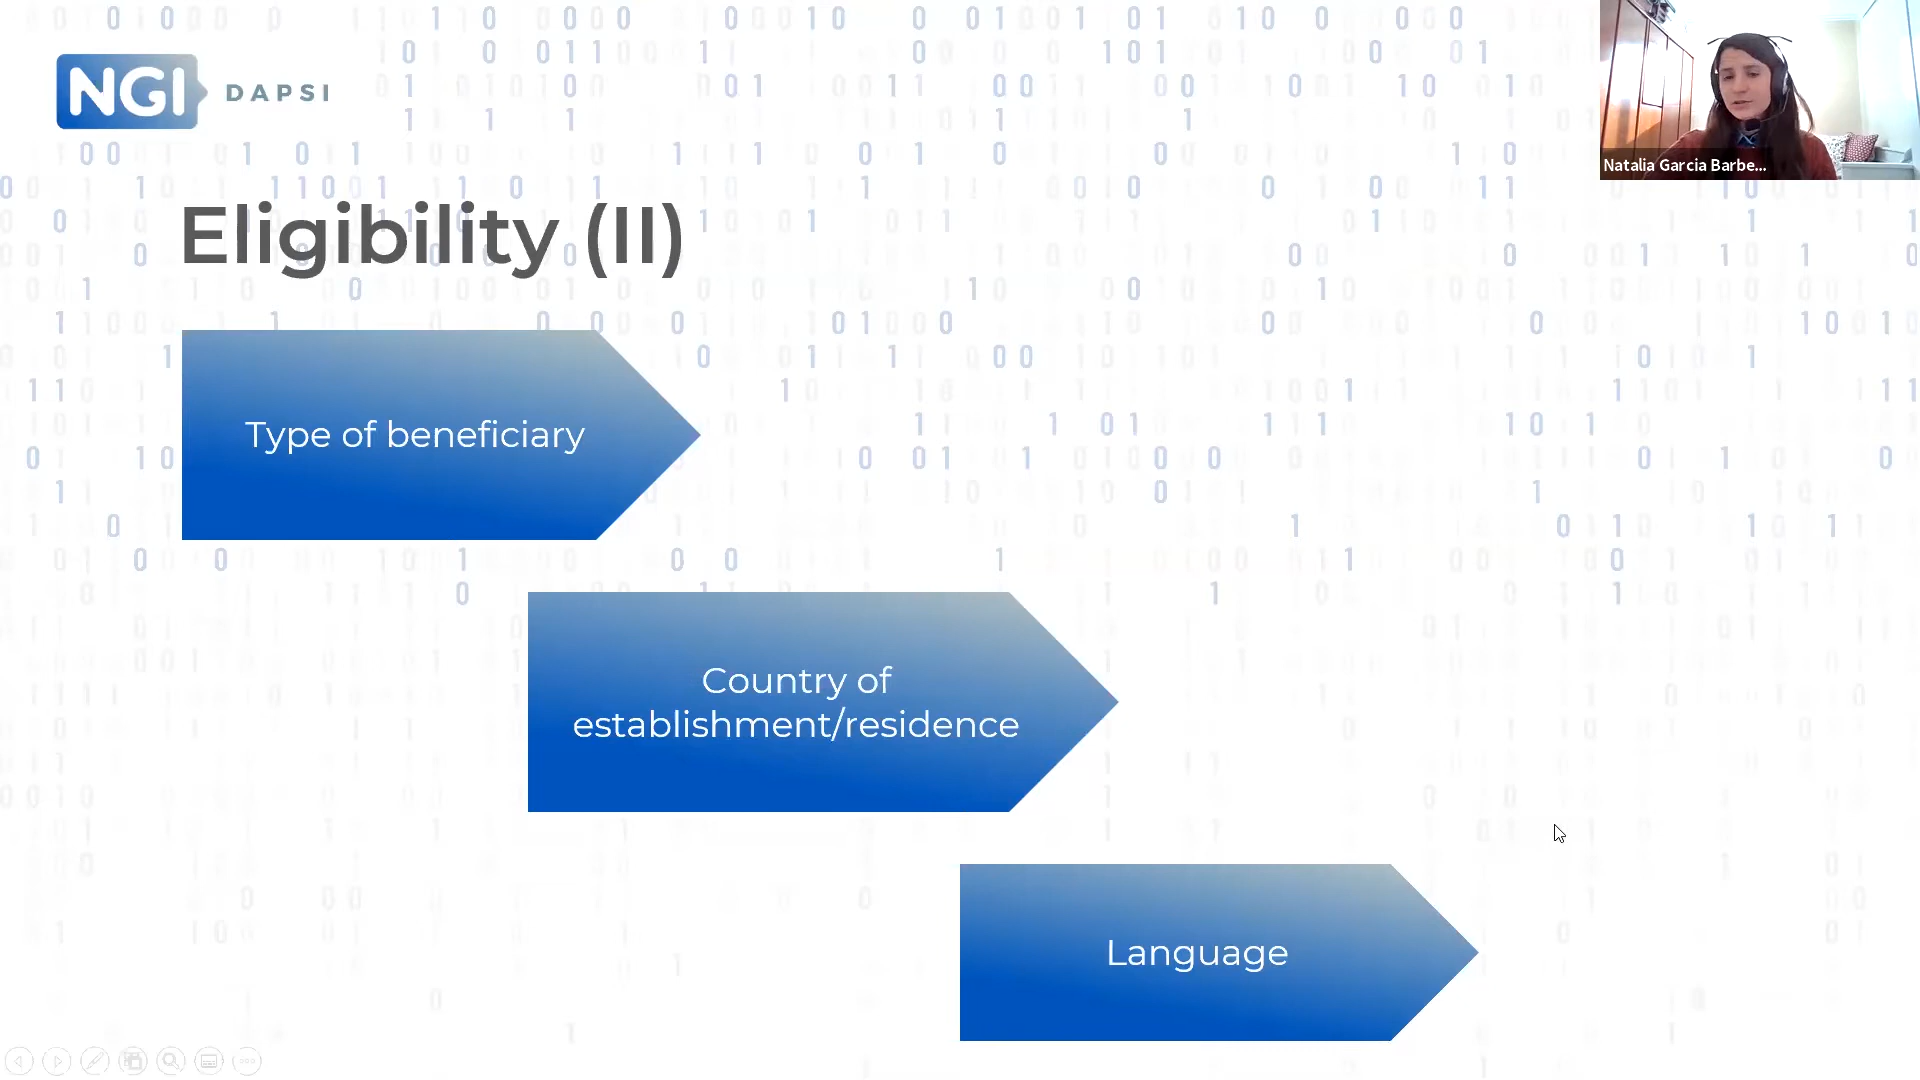 NGI DAPSI
Natalia Garcia Barbe...
Eligibility (II)
Type of beneficiary
Country of
establishment/residence
Language